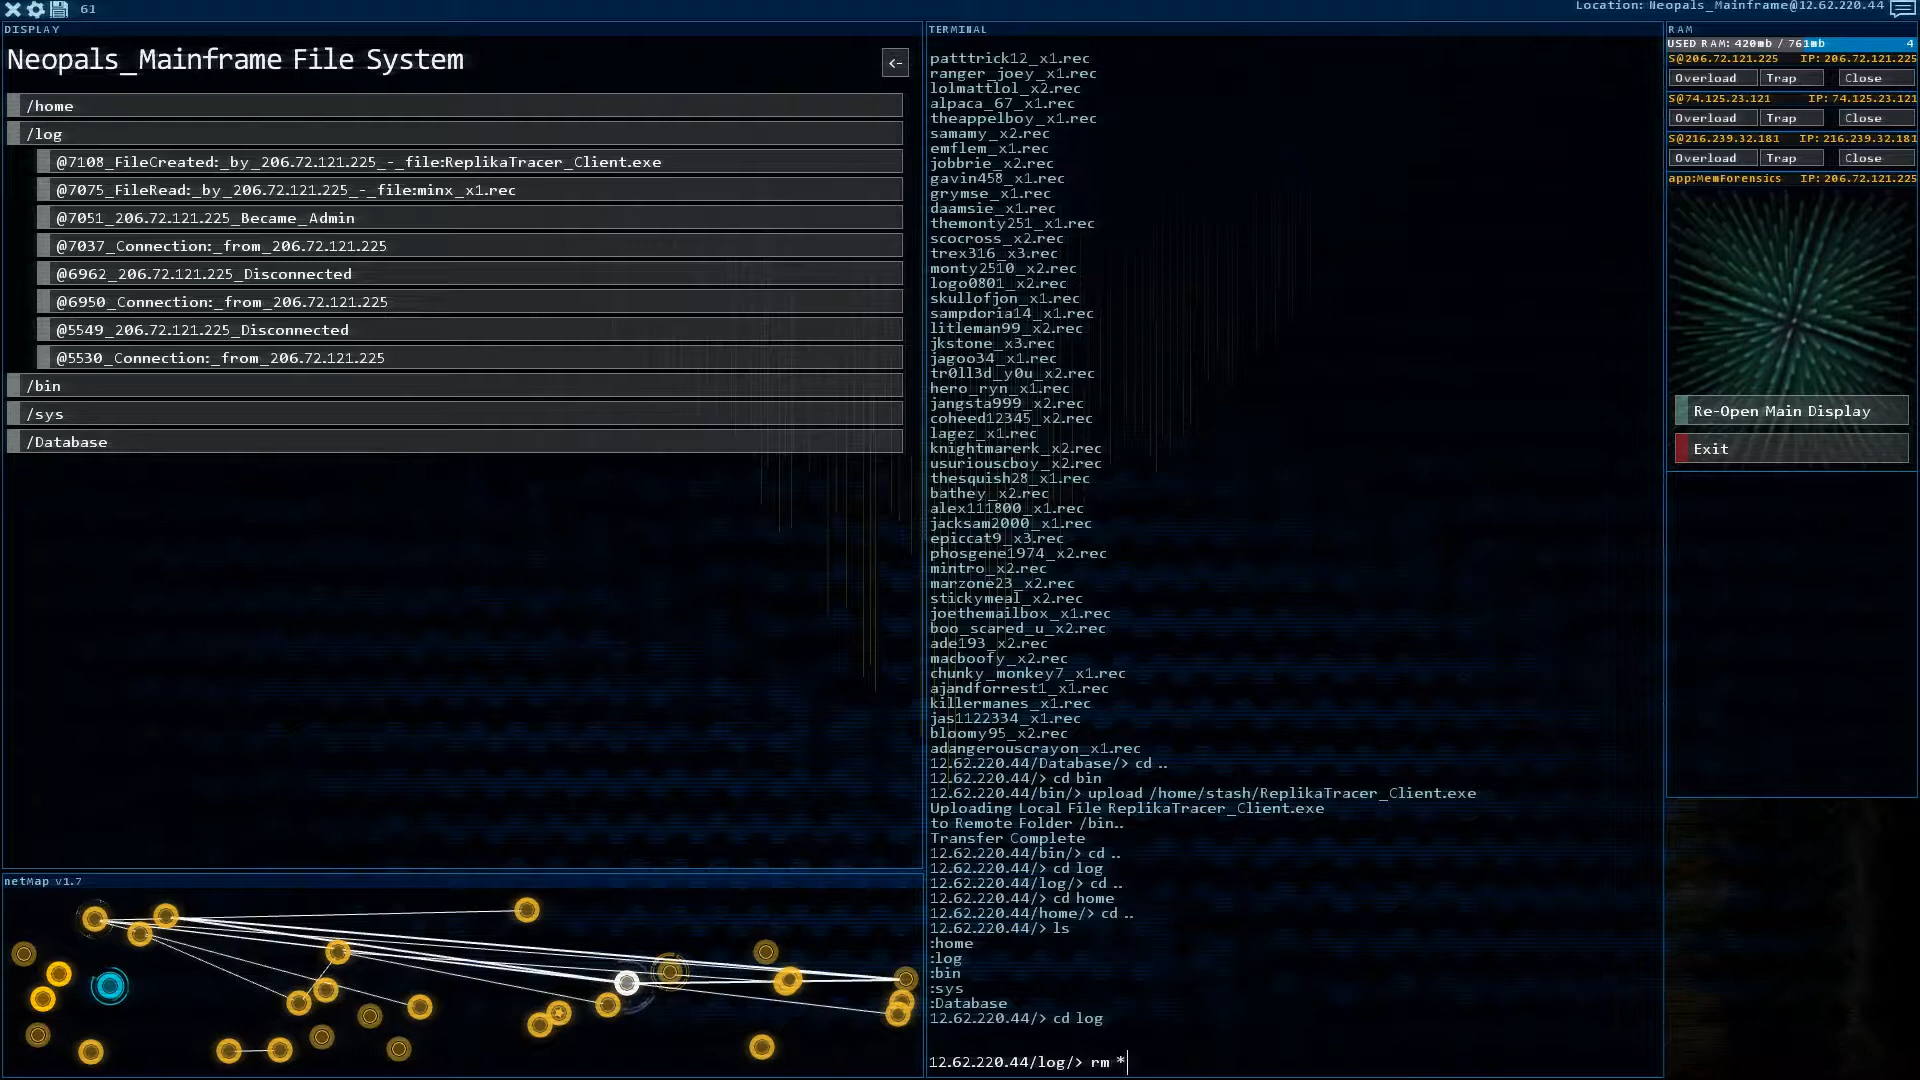 61
Location: Neopals_Mainframe@12.62.220.44
DISPLAY
Neopals_Mainframe File System
<-
/home
/log
@7108_FileCreated:_by_206.72.121.225_-_file:ReplikaTracer_Client.exe
@7075_FileRead:_by_206.72.121.225_-_file:minx_x1.rec
@7051_206.72.121.225_Became_Admin
@7037_Connection:_from_206.72.121.225
@6962_206.72.121.225_Disconnected
@6950_Connection:_from_206.72.121.225
@5549_206.72.121.225_Disconnected
@5530_Connection:_from_206.72.121.225
/bin
/sys
/Database
netMap v1.7
TERMINAL
patttrick12_x1.rec
ranger_joey_x1.rec
lolmattlol_x2.rec
alpaca_67_x1.rec
theappelboy_x1.rec
samamy_x2.rec
emflem_x1.rec
jobbrie_x2.rec
gavin458_x1.rec
grymse_x1.rec
daamsie_x1.rec
themonty251_x1.rec
scocross_x2.rec
trex316_x3.rec
monty2510_x2.rec
logo0801_x2.rec
skullofjon_x1.rec
sampdoria14_x1.rec
litleman99_x2.rec
jkstone_x3.rec
jagoo34_x1.rec
tr0ll3d_y0u_x2.rec
hero_ryn_x1.rec
jangsta999_x2.rec
coheed12345_x2.rec
lagez_x1.rec
knightmarerk_x2.rec
usuriouscboy_x2.rec
thesquish28_x1.rec
bathey_x2.rec
alex111800_x1.rec
jacksam2000_x1.rec
epiccat9_x3.rec
phosgene1974_x2.rec
mintro_x2.rec
marzone23_x2.rec
stickymeal_x2.rec
joethemailbox_x1.rec
boo_scared_u_x2.rec
ade193_x2.rec
macboofy_x2.rec
chunky_monkey7_x1.rec
ajandforrest1_x1.rec
killermanes_x1.rec
jas1122334_x1.rec
bloomy95_x2.rec
adangerouscrayon_x1.rec
12.62.220.44/Database/> cd ..
12.62.220.44/> cd bin
12.62.220.44/bin/> upload /home/stash/ReplikaTracer_Client.exe
Uploading Local File ReplikaTracer_Client.exe
to Remote Folder /bin..
Transfer Complete
12.62.220.44/bin/> cd ..
12.62.220.44/> cd log
12.62.220.44/log/> cd ..
12.62.220.44/> cd home
12.62.220.44/home/> cd ..
12.62.220.44/> ls
:home
:log
:bin
:sys
:Database
12.62.220.44/> cd log
12.62.220.44/log/> rm *
RAM
USED RAM: 420mb / 761mb 4
S@206.72.121.225 IP: 206.72.121.225
Overload Trap Close
S@74.125.23.121 IP: 74.125.23.121
Overload Trap Close
S@216.239.32.181 IP: 216.239.32.181
Overload Trap Close
app:MemForensics IP: 206.72.121.225
Re-Open Main Display
Exit